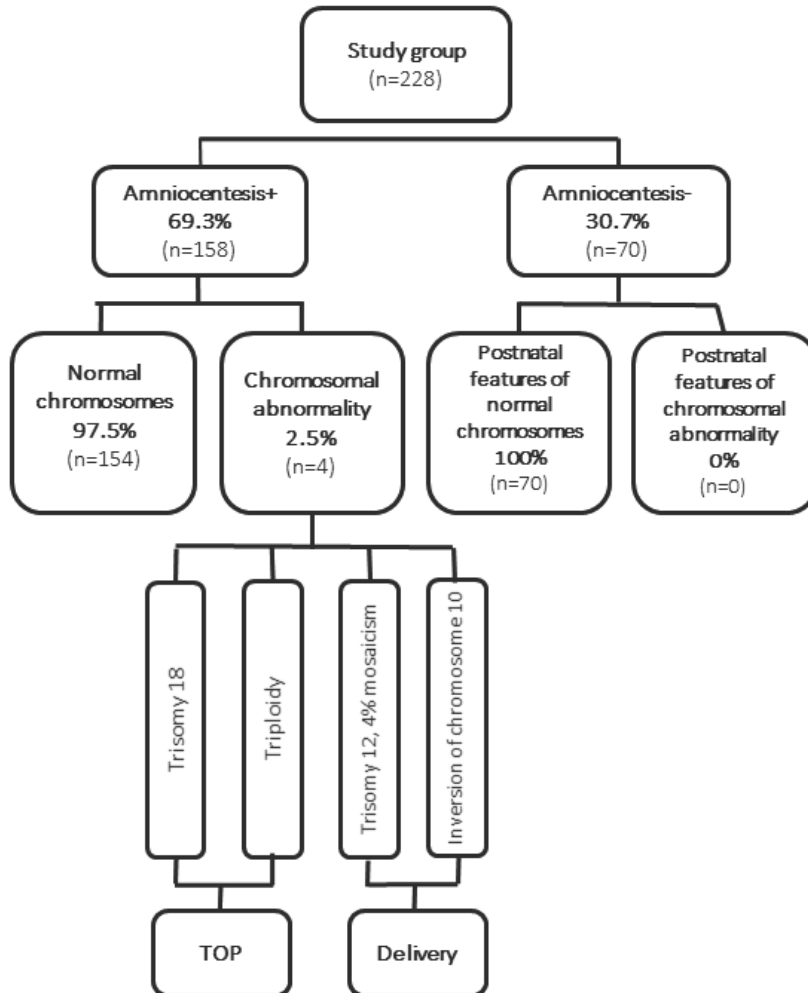 Study group
(n=228)
Amniocentesis+
69.3%
(n=158)
Amniocentesis-
30.7%
(n=70)
Normal
chromosomes
97.5%
(n=154)
Chromosomal
abnormality
2.5%
(n=4)
Postnatal
features of
normal
chromosomes
100%
(n=70)
Postnatal
features of
chromosomal
abnormality
0%
(n=0)
Trisomy 18
Triploidy
Trisomy 12, 4% mosaicism
Inversion of chromosome 10
TOP
Delivery